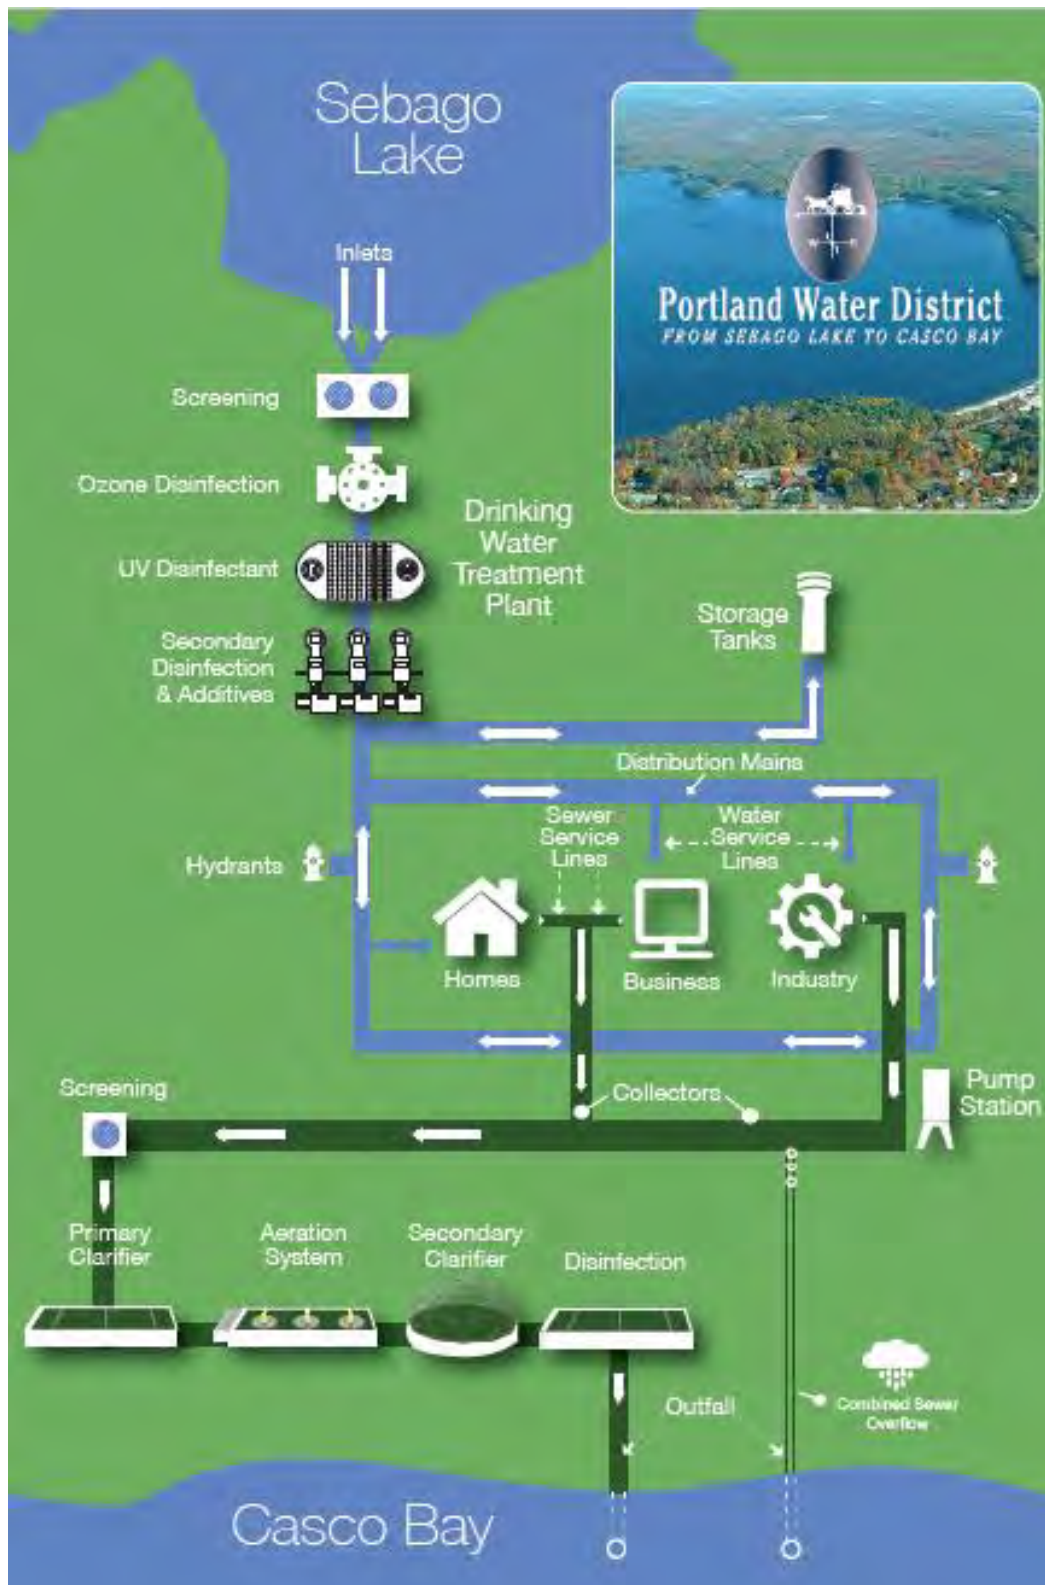 Sebago
Lake
Inlets
Portland Water District
FROM SEBAGO LAKE TO CASCO BAY
W
Screening
Ozone Disinfection
Drinking
Water
Treatment
Plant
UV Disinfectant
Storage
Tanks
Secondary
Disinfection
& Additives
Distribution Mains
Sewer
Service
Lines
Water
Service
Lines
Hydrants
Homes
Business
Industry
Screening
Collectors
Pump
Station
Primary
Clarifier
Aeration
System
Secondary
Clarifier
Disinfection
Outfall
Combined Sewer
Overflow
Casco Bay